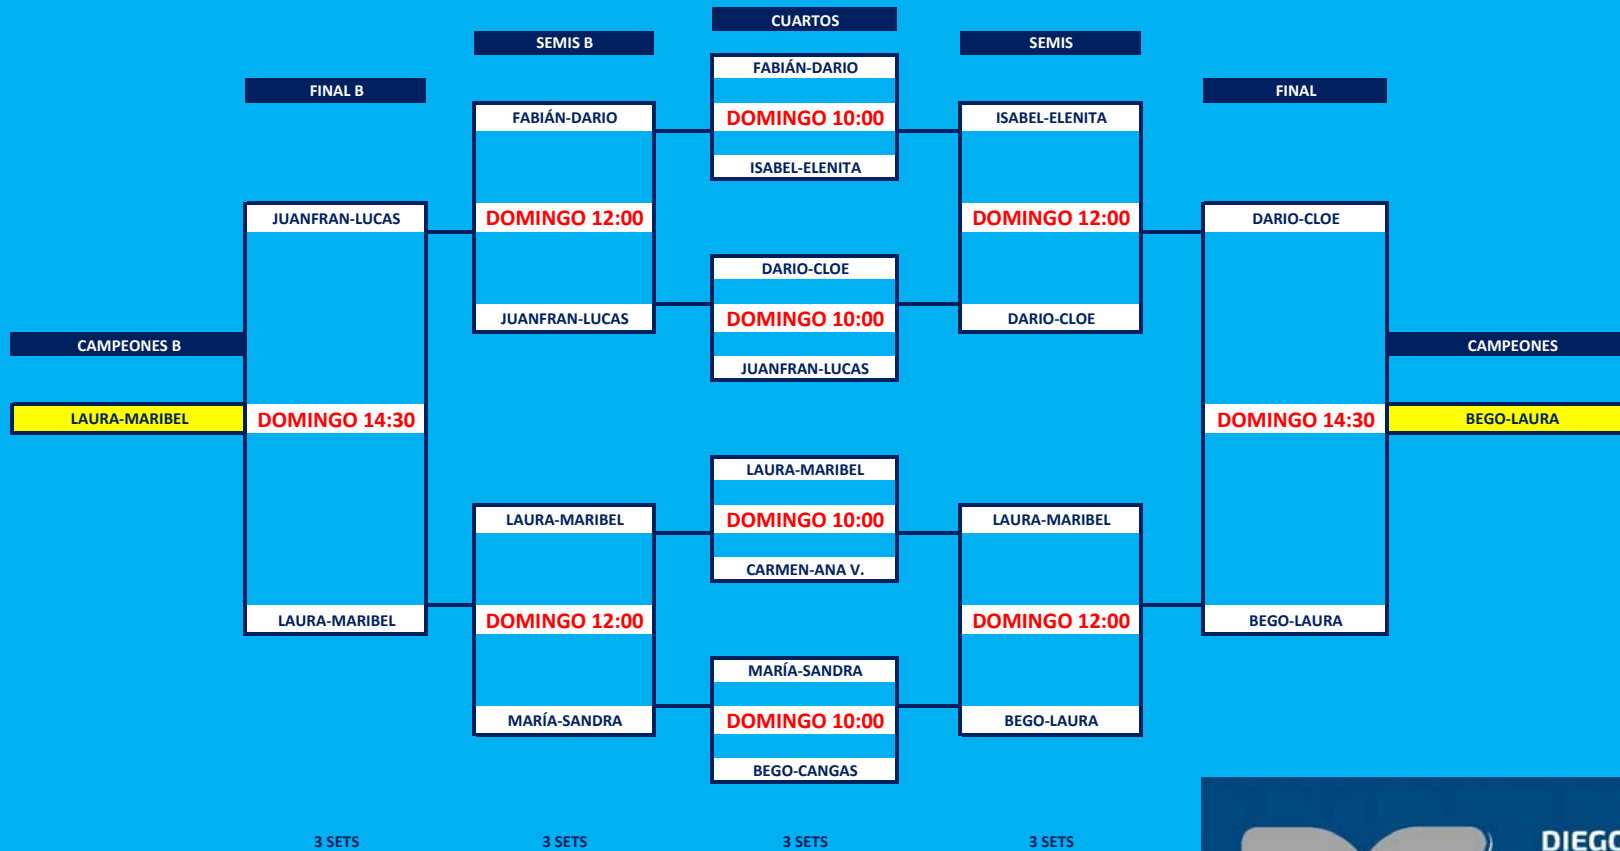 CUARTOS
SEMIS B
SEMIS
FABIÁN-DARIO
FINAL B
FINAL
FABIÁN-DARIO
DOMINGO 10:00
ISABEL-ELENITA
ISABEL-ELENITA
JUANFRAN-LUCAS
DOMINGO 12:00
DOMINGO 12:00
DARIO-CLOE
DARIO-CLOE
JUANFRAN-LUCAS
DOMINGO 10:00
DARIO-CLOE
CAMPEONES B
CAMPEONES
JUANFRAN-LUCAS
LAURA-MARIBEL
DOMINGO 14:30
DOMINGO 14:30
BEGO-LAURA
LAURA-MARIBEL
LAURA-MARIBEL
DOMINGO 10:00
LAURA-MARIBEL
CARMEN-ANA V.
LAURA-MARIBEL
DOMINGO 12:00
DOMINGO 12:00
BEGO-LAURA
MARÍA-SANDRA
MARÍA-SANDRA
DOMINGO 10:00
BEGO-LAURA
BEGO-CANGAS
3 SETS
3 SETS
3 SETS
3 SETS
DIEGO